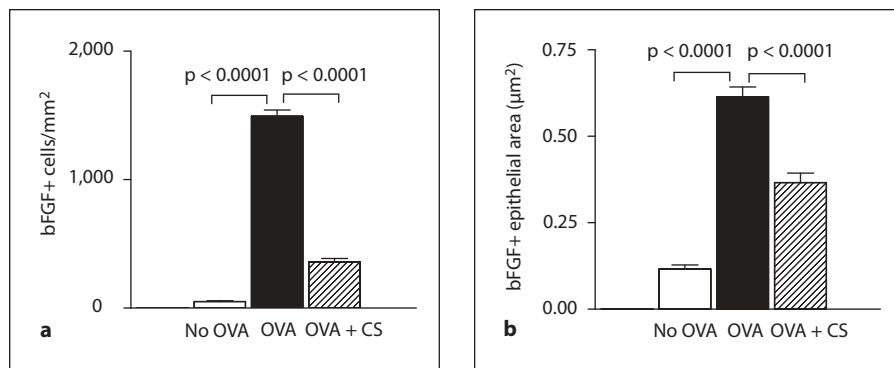 2,000
p < 0.0001 p < 0.0001
1,000
0
bFGF+ cells/mm²
No OVA OVA OVA + CS
a
0.75
p < 0.0001 p < 0.0001
0.50
0.25
0.00
bFGF+ epithelial area (µm²)
No OVA OVA OVA + CS
b